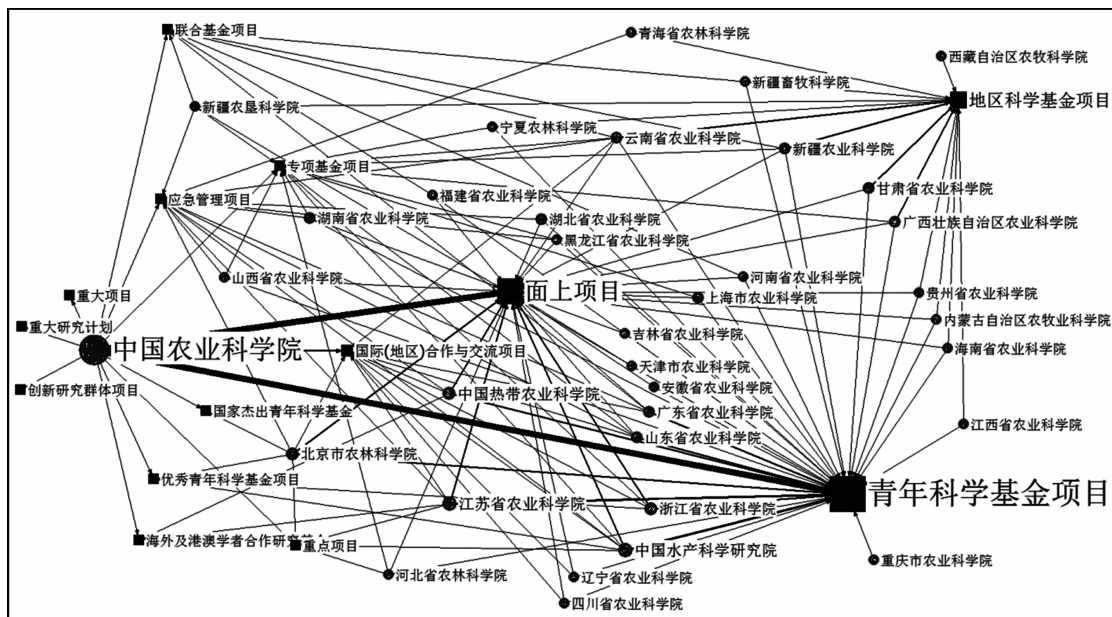 联合基金项目
青海省农林科学院
西藏自治区农牧科学院
新疆畜牧科学院
地区科学基金项目
新疆农垦科学院
宁夏农林科学院
云南省农业科学院
新疆农业科学院
专项基金项目
甘肃省农业科学院
应急管理项目
福建省农业科学院
湖南省农业科学院
湖北省农业科学院
广西壮族自治区农业科学院
黑龙江省农业科学院
山西省农业科学院
河南省农业科学院
面上项目
重大项目
上海市农业科学院
贵州省农业科学院
重大研究计划
内蒙古自治区农牧业科学院
吉林省农业科学院
中国农业科学院
国际(地区)合作与交流项目
海南省农业科学院
天津市农业科学院
创新研究群体项目
安徽省农业科学院
中国热带农业科学院
国家杰出青年科学基金
广东省农业科学院
江西省农业科学院
山东省农业科学院
北京市农林科学院
优秀青年科学基金项目
青年科学基金项目
江苏省农业科学院
浙江省农业科学院
海外及港澳学者合作研究
重点项目
中国水产科学研究院
重庆市农业科学院
河北省农林科学院
辽宁省农业科学院
四川省农业科学院